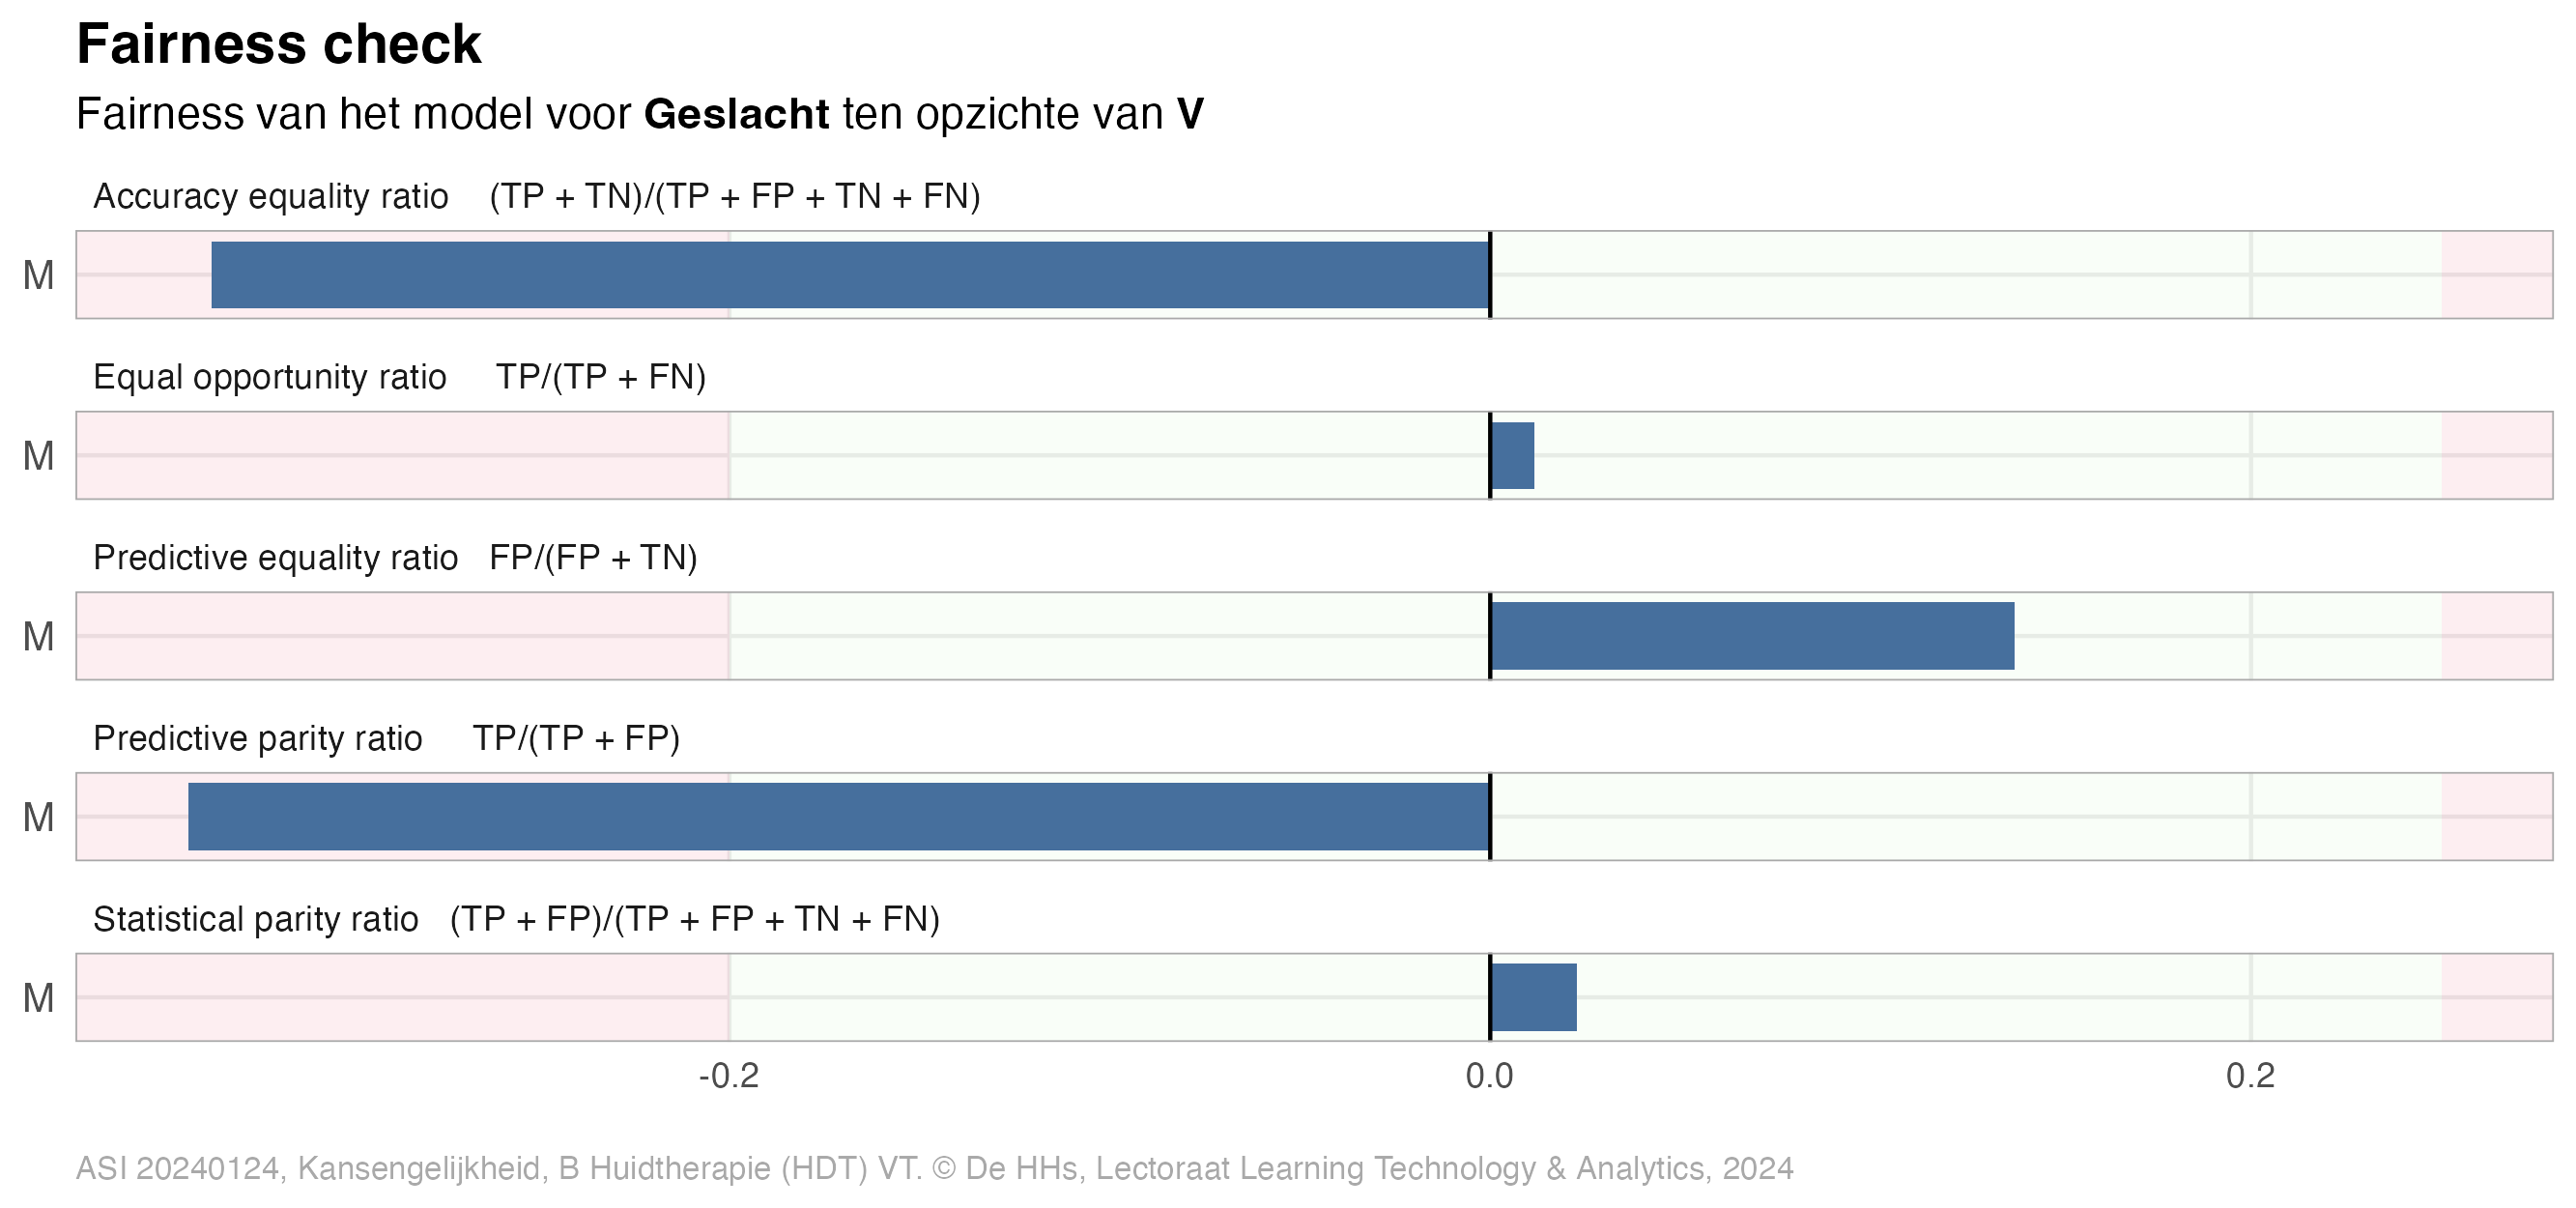 Fairness check
Fairness van het model voor Geslacht ten opzichte van V
Accuracy equality ratio (TP + TN)/(TP + FP + TN + FN)
M
Equal opportunity ratio TP/(TP + FN)
M
Predictive equality ratio FP/(FP + TN)
M
Predictive parity ratio TP/(TP + FP)
M
Statistical parity ratio (TP + FP)/(TP + FP + TN + FN)
M
-0.2 0.0 0.2
ASI 20240124, Kansengelijkheid, B Huidtherapie (HDT) VT. © De HHs, Lectoraat Learning Technology & Analytics, 2024